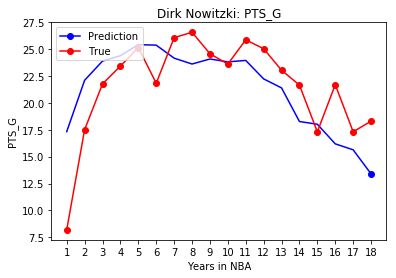 Dirk Nowitzki: PTS_G
Prediction
True
27.5
25.0
22.5
20.0
17.5
15.0
12.5
10.0
7.5
PTS_G
1 2 3 4 5 6 7 8 9 10 11 12 13 14 15 16 17 18
Years in NBA